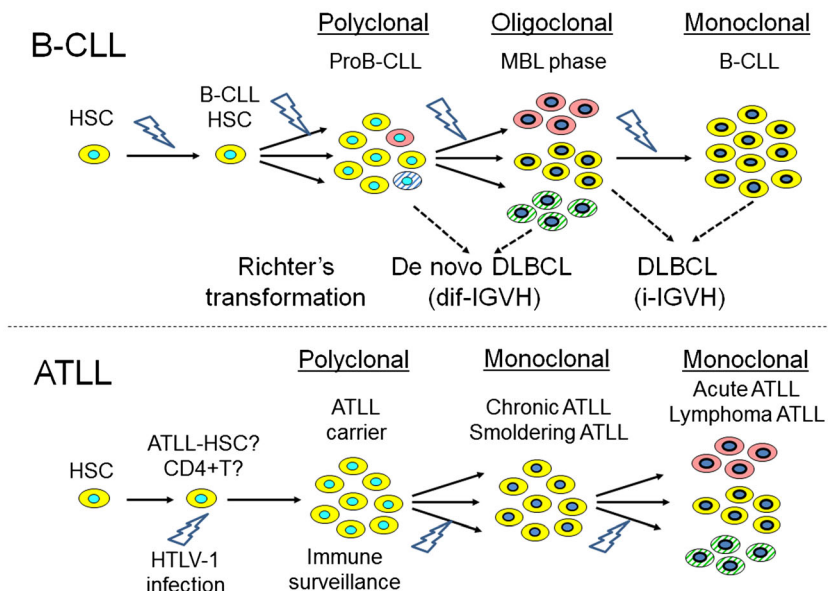 B-CLL
Polyclonal
Oligoclonal
Monoclonal
ProB-CLL
MBL phase
B-CLL
HSC
B-CLL
HSC
Richter's
transformation
De novo DLBCL
(dif-IGVH)
DLBCL
(i-IGVH)
ATLL
Polyclonal
Monoclonal
Monoclonal
ATLL
carrier
Chronic ATLL
Smoldering ATLL
Acute ATLL
Lymphoma ATLL
HSC
ATLL-HSC?
CD4+T?
HTLV-1
infection
Immune
surveillance